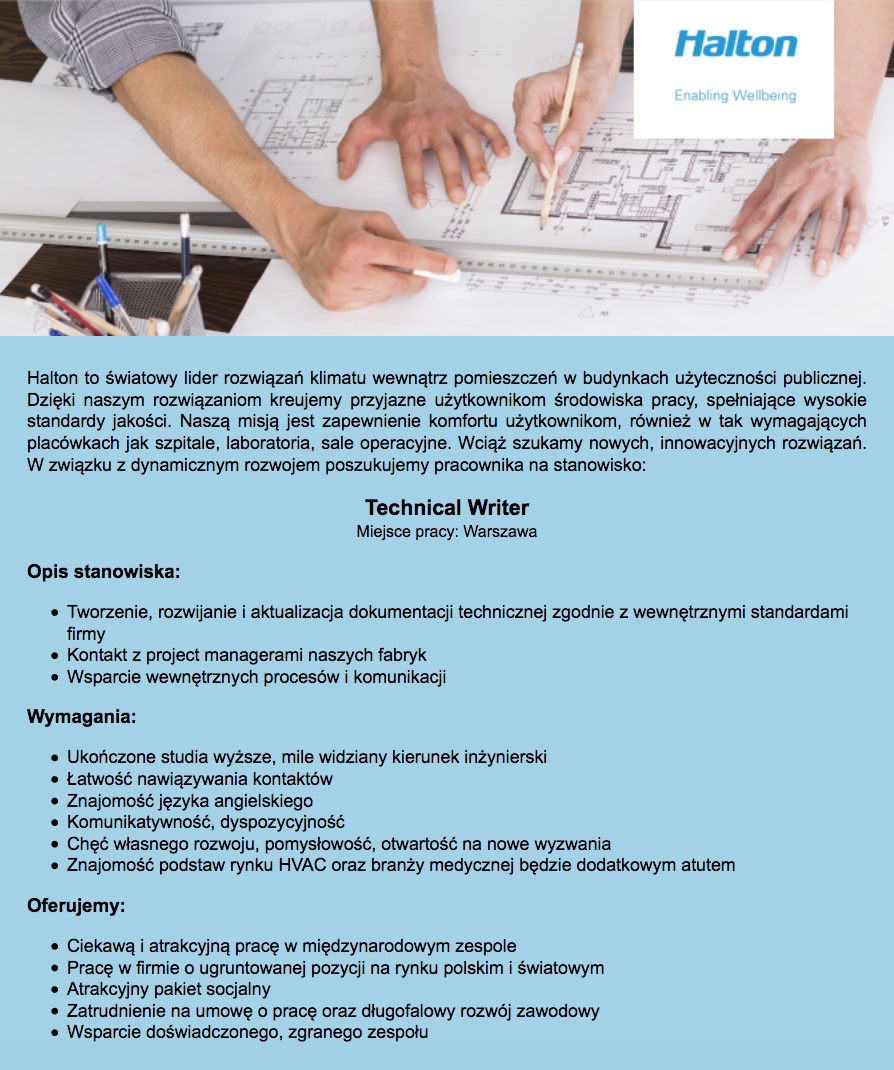 Halton
Enabling Wellbeing
Halton to światowy lider rozwiązań klimatu wewnątrz pomieszczeń w budynkach użyteczności publicznej.
Dzięki naszym rozwiązaniom kreujemy przyjazne użytkownikom środowiska pracy, spełniające wysokie
standardy jakości. Naszą misją jest zapewnienie komfortu użytkownikom, również w tak wymagających
placówkach jak szpitale, laboratoria, sale operacyjne. Wciąż szukamy nowych, innowacyjnych rozwiązań.
W związku z dynamicznym rozwojem poszukujemy pracownika na stanowisko:
Technical Writer
Miejsce pracy: Warszawa
Opis stanowiska:
• Tworzenie, rozwijanie i aktualizacja dokumentacji technicznej zgodnie z wewnętrznymi standardami
firmy
• Kontakt z project managerami naszych fabryk
• Wsparcie wewnętrznych procesów i komunikacji
Wymagania:
• Ukończone studia wyższe, mile widziany kierunek inżynierski
• Łatwość nawiązywania kontaktów
• Znajomość języka angielskiego
• Komunikatywność, dyspozycyjność
• Chęć własnego rozwoju, pomysłowość, otwartość na nowe wyzwania
• Znajomość podstaw rynku HVAC oraz branży medycznej będzie dodatkowym atutem
Oferujemy:
• Ciekawą i atrakcyjną pracę w międzynarodowym zespole
• Pracę w firmie o ugruntowanej pozycji na rynku polskim i światowym
• Atrakcyjny pakiet socjalny
• Zatrudnienie na umowę o pracę oraz długofalowy rozwój zawodowy
• Wsparcie doświadczonego, zgranego zespołu